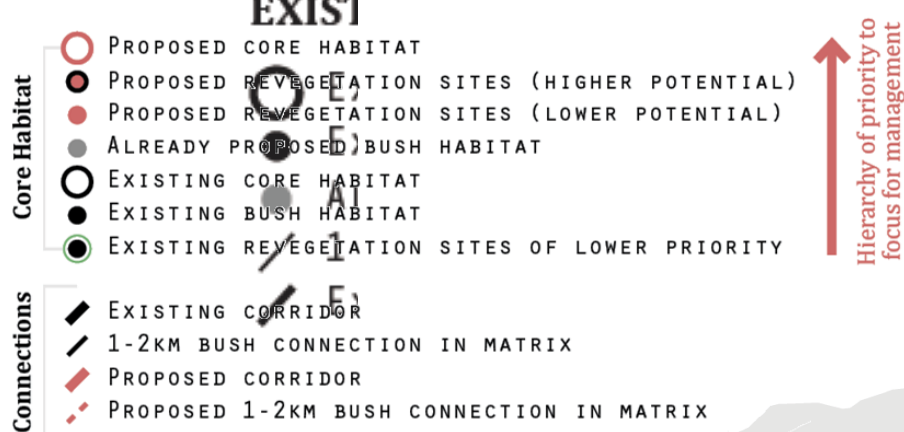 EXIST
Core Habitat
PROPOSED CORE HABITAT
PROPOSED REVEGETATION SITES (HIGHER POTENTIAL)
PROPOSED REVEGETATION SITES (LOWER POTENTIAL)
ALREADY PROPOSED BUSH HABITAT
EXISTING CORE HABITAT
EXISTING BUSH HABITAT
EXISTING REVEGETATION SITES OF LOWER PRIORITY
Hierarchy of priority to
focus for management
Connections
EXISTING CORRIDOR
1-2KM BUSH CONNECTION IN MATRIX
PROPOSED CORRIDOR
PROPOSED 1-2KM BUSH CONNECTION IN MATRIX